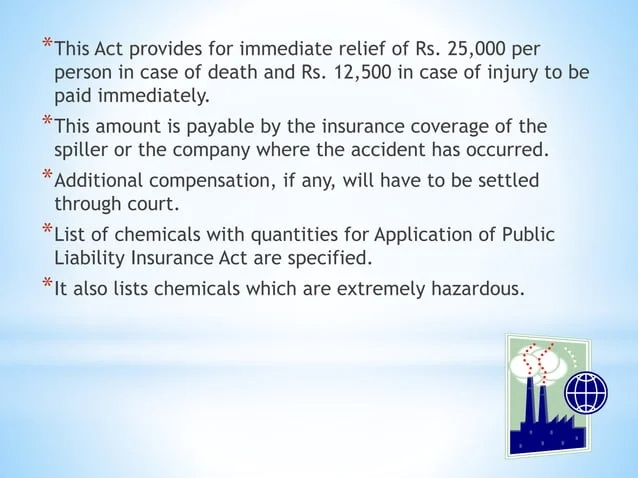 *This Act provides for immediate relief of Rs. 25,000 per
person in case of death and Rs. 12,500 in case of injury to be
paid immediately.
*This amount is payable by the insurance coverage of the
spiller or the company where the accident has occurred.
*Additional compensation, if any, will have to be settled
through court.
*List of chemicals with quantities for Application of Public
Liability Insurance Act are specified.
*It also lists chemicals which are extremely hazardous.